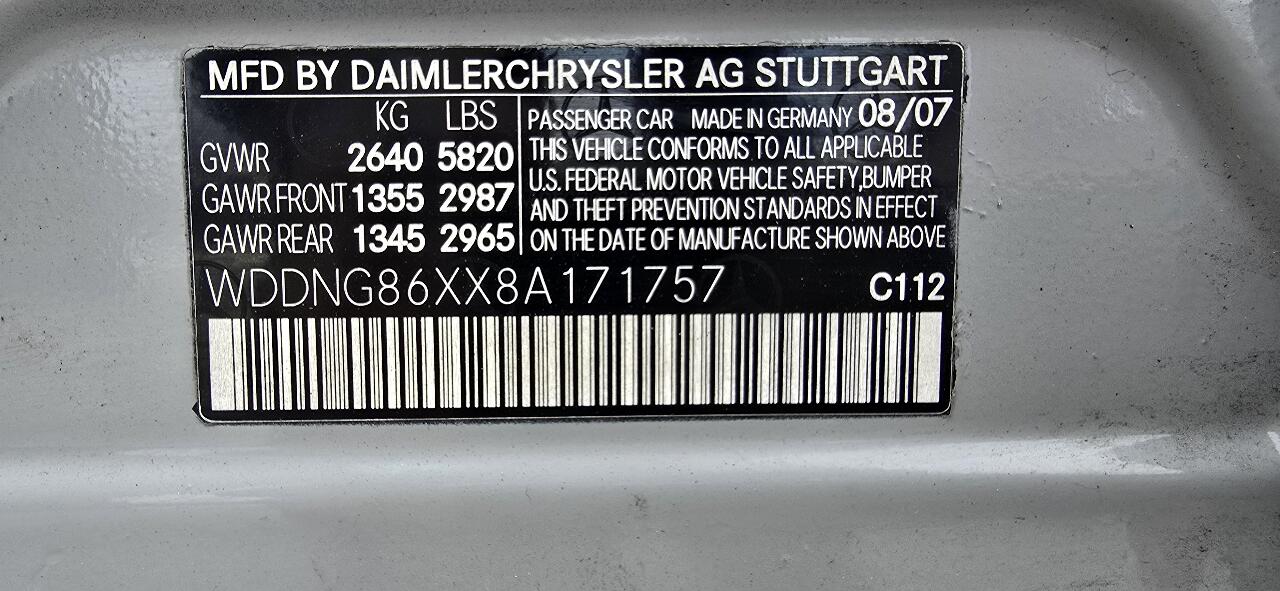 MFD BY DAIMLERCHRYSLER AG STUTTGART
KG LBS
GVWR 2640 5820
GAWR FRONT 1355 2987
GAWR REAR 1345 2965
PASSENGER CAR MADE IN GERMANY 08/07
THIS VEHICLE CONFORMS TO ALL APPLICABLE
U.S. FEDERAL MOTOR VEHICLE SAFETY,BUMPER
AND THEFT PREVENTION STANDARDS IN EFFECT
ON THE DATE OF MANUFACTURE SHOWN ABOVE
WDDNG86XX8A171757 C112